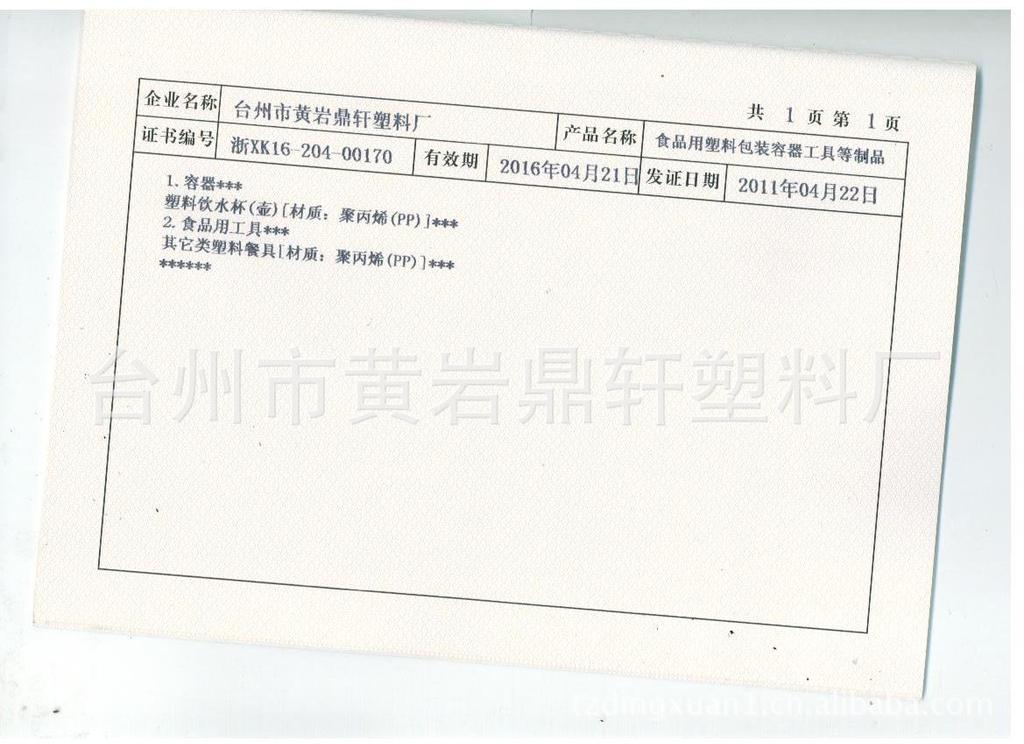 共 1 页 第 1 页
企业名称 台州市黄岩鼎轩塑料厂 产品名称 食品用塑料包装容器工具等制品
证书编号 浙XK16-204-00170 有效期 2016年04月21日 发证日期 2011年04月22日
1.容器***
塑料饮水杯(壶)[材质：聚丙烯(PP)]***
2.食品用工具***
其它类塑料餐具[材质：聚丙烯(PP)]***
******
台州市黄岩鼎轩塑料厂
tzdingxuan1.cn.alibaba.com